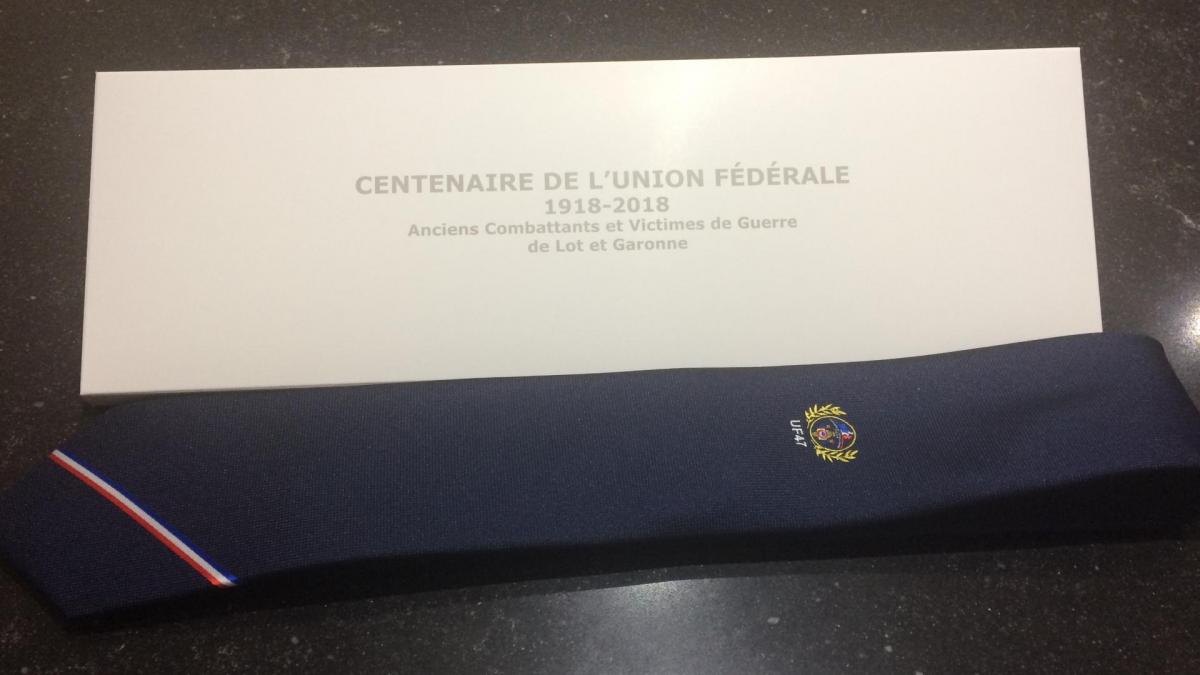 CENTENAIRE DE L'UNION FÉDÉRALE
1918-2018
Anciens Combattants et Victimes de Guerre
de Lot et Garonne
UF47